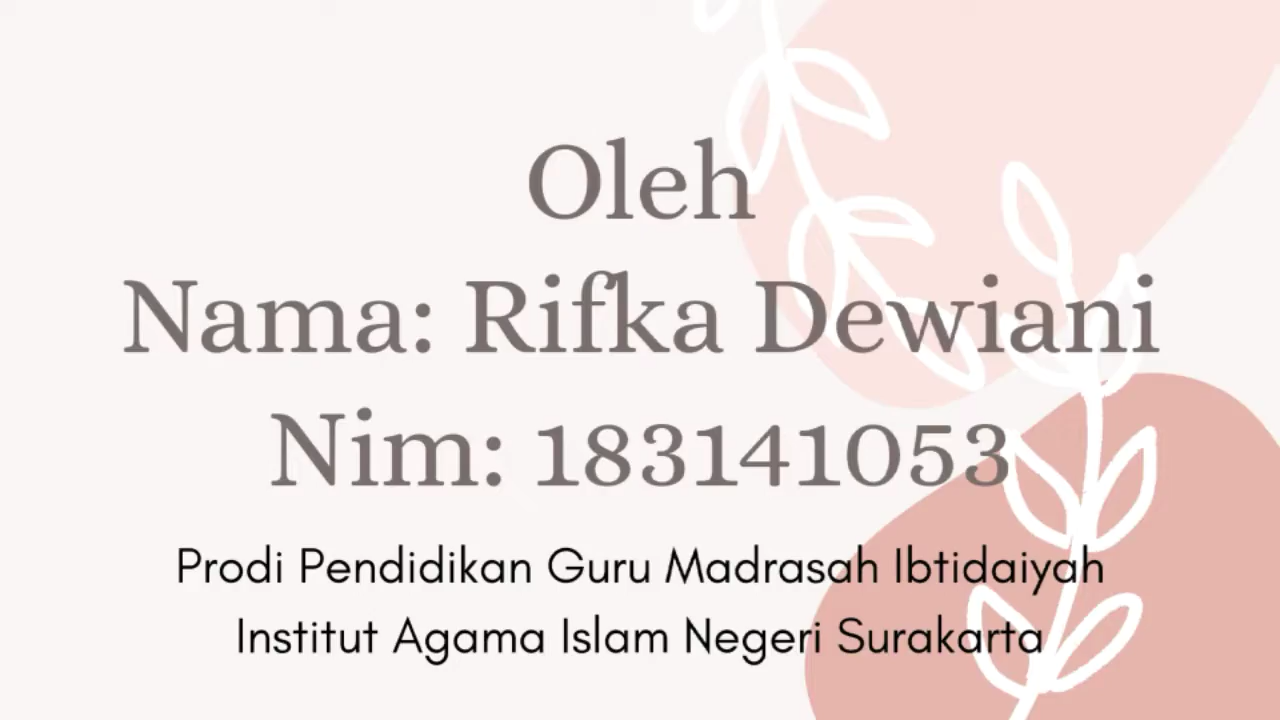 Oleh
Nama: Rifka Dewiani
Nim: 183141053
Prodi Pendidikan Guru Madrasah Ibtidaiyah
Institut Agama Islam Negeri Surakarta